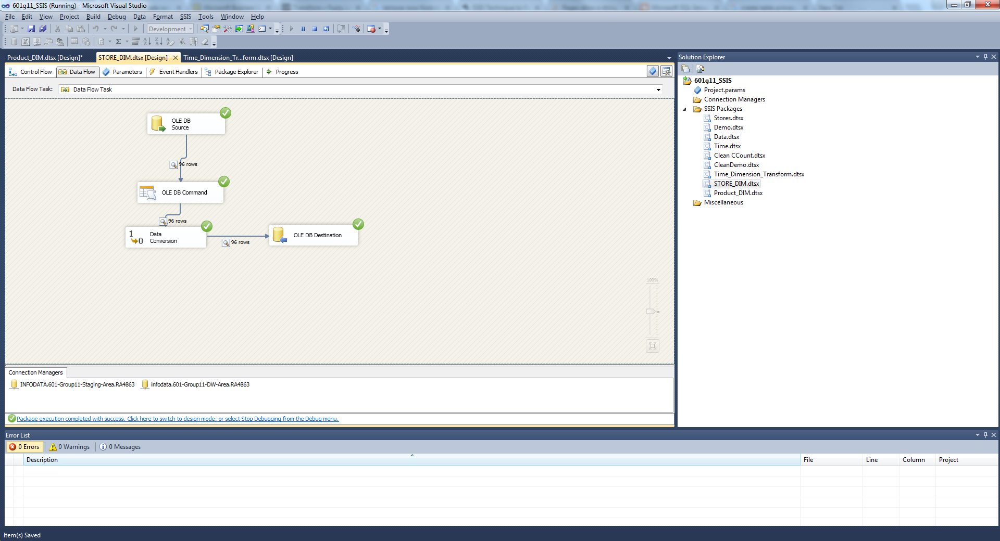 601g11_SSIS (Running) - Microsoft Visual Studio
File Edit View Project Build Debug Data Format SSIS Tools Window Help
Development
Product_DIM.dtsx [Design]* STORE_DIM.dtsx [Design] Time_Dimension_Tr...form.dtsx [Design]
Control Flow Data Flow Parameters Event Handlers Package Explorer Progress
Data Flow Task: Data Flow Task
OLE DB
Source
96 rows
OLE DB Command
96 rows
Data
Conversion
96 rows
OLE DB Destination
100%
Connection Managers
INFODATA.601-Group11-Staging-Area.RA4863 infodata.601-Group11-DW-Area.RA4863
Package execution completed with success. Click here to switch to design mode, or select Stop Debugging from the Debug menu.
Solution Explorer
601g11_SSIS
Project.params
Connection Managers
SSIS Packages
Stores.dtsx
Demo.dtsx
Data.dtsx
Time.dtsx
Clean CCount.dtsx
CleanDemo.dtsx
Time_Dimension_Transform.dtsx
STORE_DIM.dtsx
Product_DIM.dtsx
Miscellaneous
Error List
0 Errors 0 Warnings 0 Messages
Description File Line Column Project
Item(s) Saved